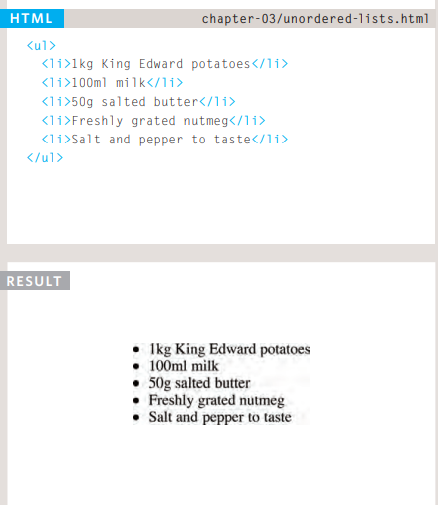 HTML chapter-03/unordered-lists.html
<ul>
<li>1kg King Edward potatoes</li>
<li>100ml milk</li>
<li>50g salted butter</li>
<li>Freshly grated nutmeg</li>
<li>Salt and pepper to taste</li>
</ul>
RESULT
• 1kg King Edward potatoes
• 100ml milk
• 50g salted butter
• Freshly grated nutmeg
• Salt and pepper to taste